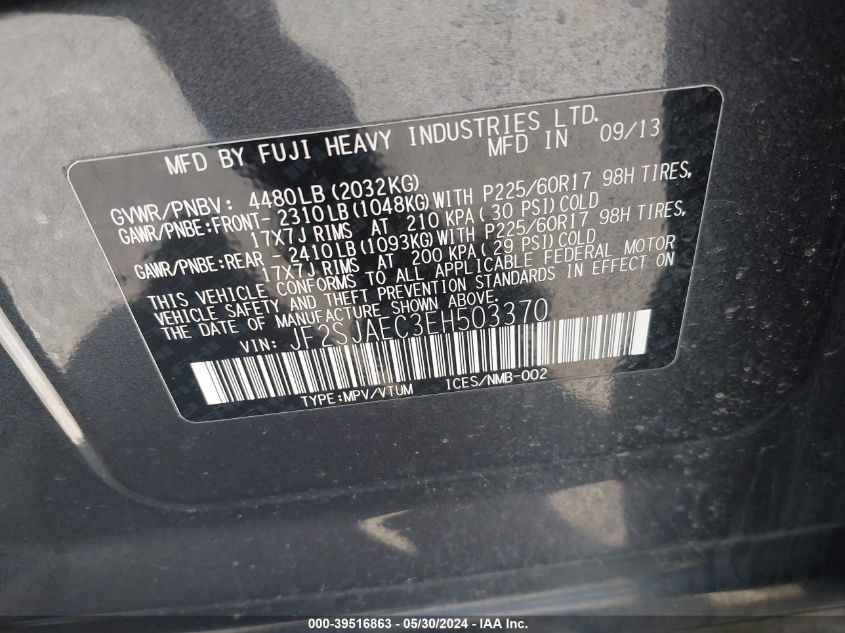 MFD BY FUJI HEAVY INDUSTRIES LTD.
MFD IN 09/13
GVWR/PNBV: 4480LB(2032KG)
GAWR/PNBE:FRONT- 2310LB(1048KG)WITH P225/60R17 98H TIRES,
17X7J RIMS AT 210 KPA( 30 PSI)COLD
GAWR/PNBE:REAR - 2410LB(1093KG)WITH P225/60R17 98H TIRES,
17X7J RIMS AT 200 KPA( 29 PSI)COLD
THIS VEHICLE CONFORMS TO ALL APPLICABLE FEDERAL MOTOR
VEHICLE SAFETY AND THEFT PREVENTION STANDARDS IN EFFECT ON
THE DATE OF MANUFACTURE SHOWN ABOVE.
VIN: JF2SJAEC3EH503370
TYPE:MPV/VTUM ICES/NMB-002
000-39516863 - 05/30/2024 - IAA Inc.